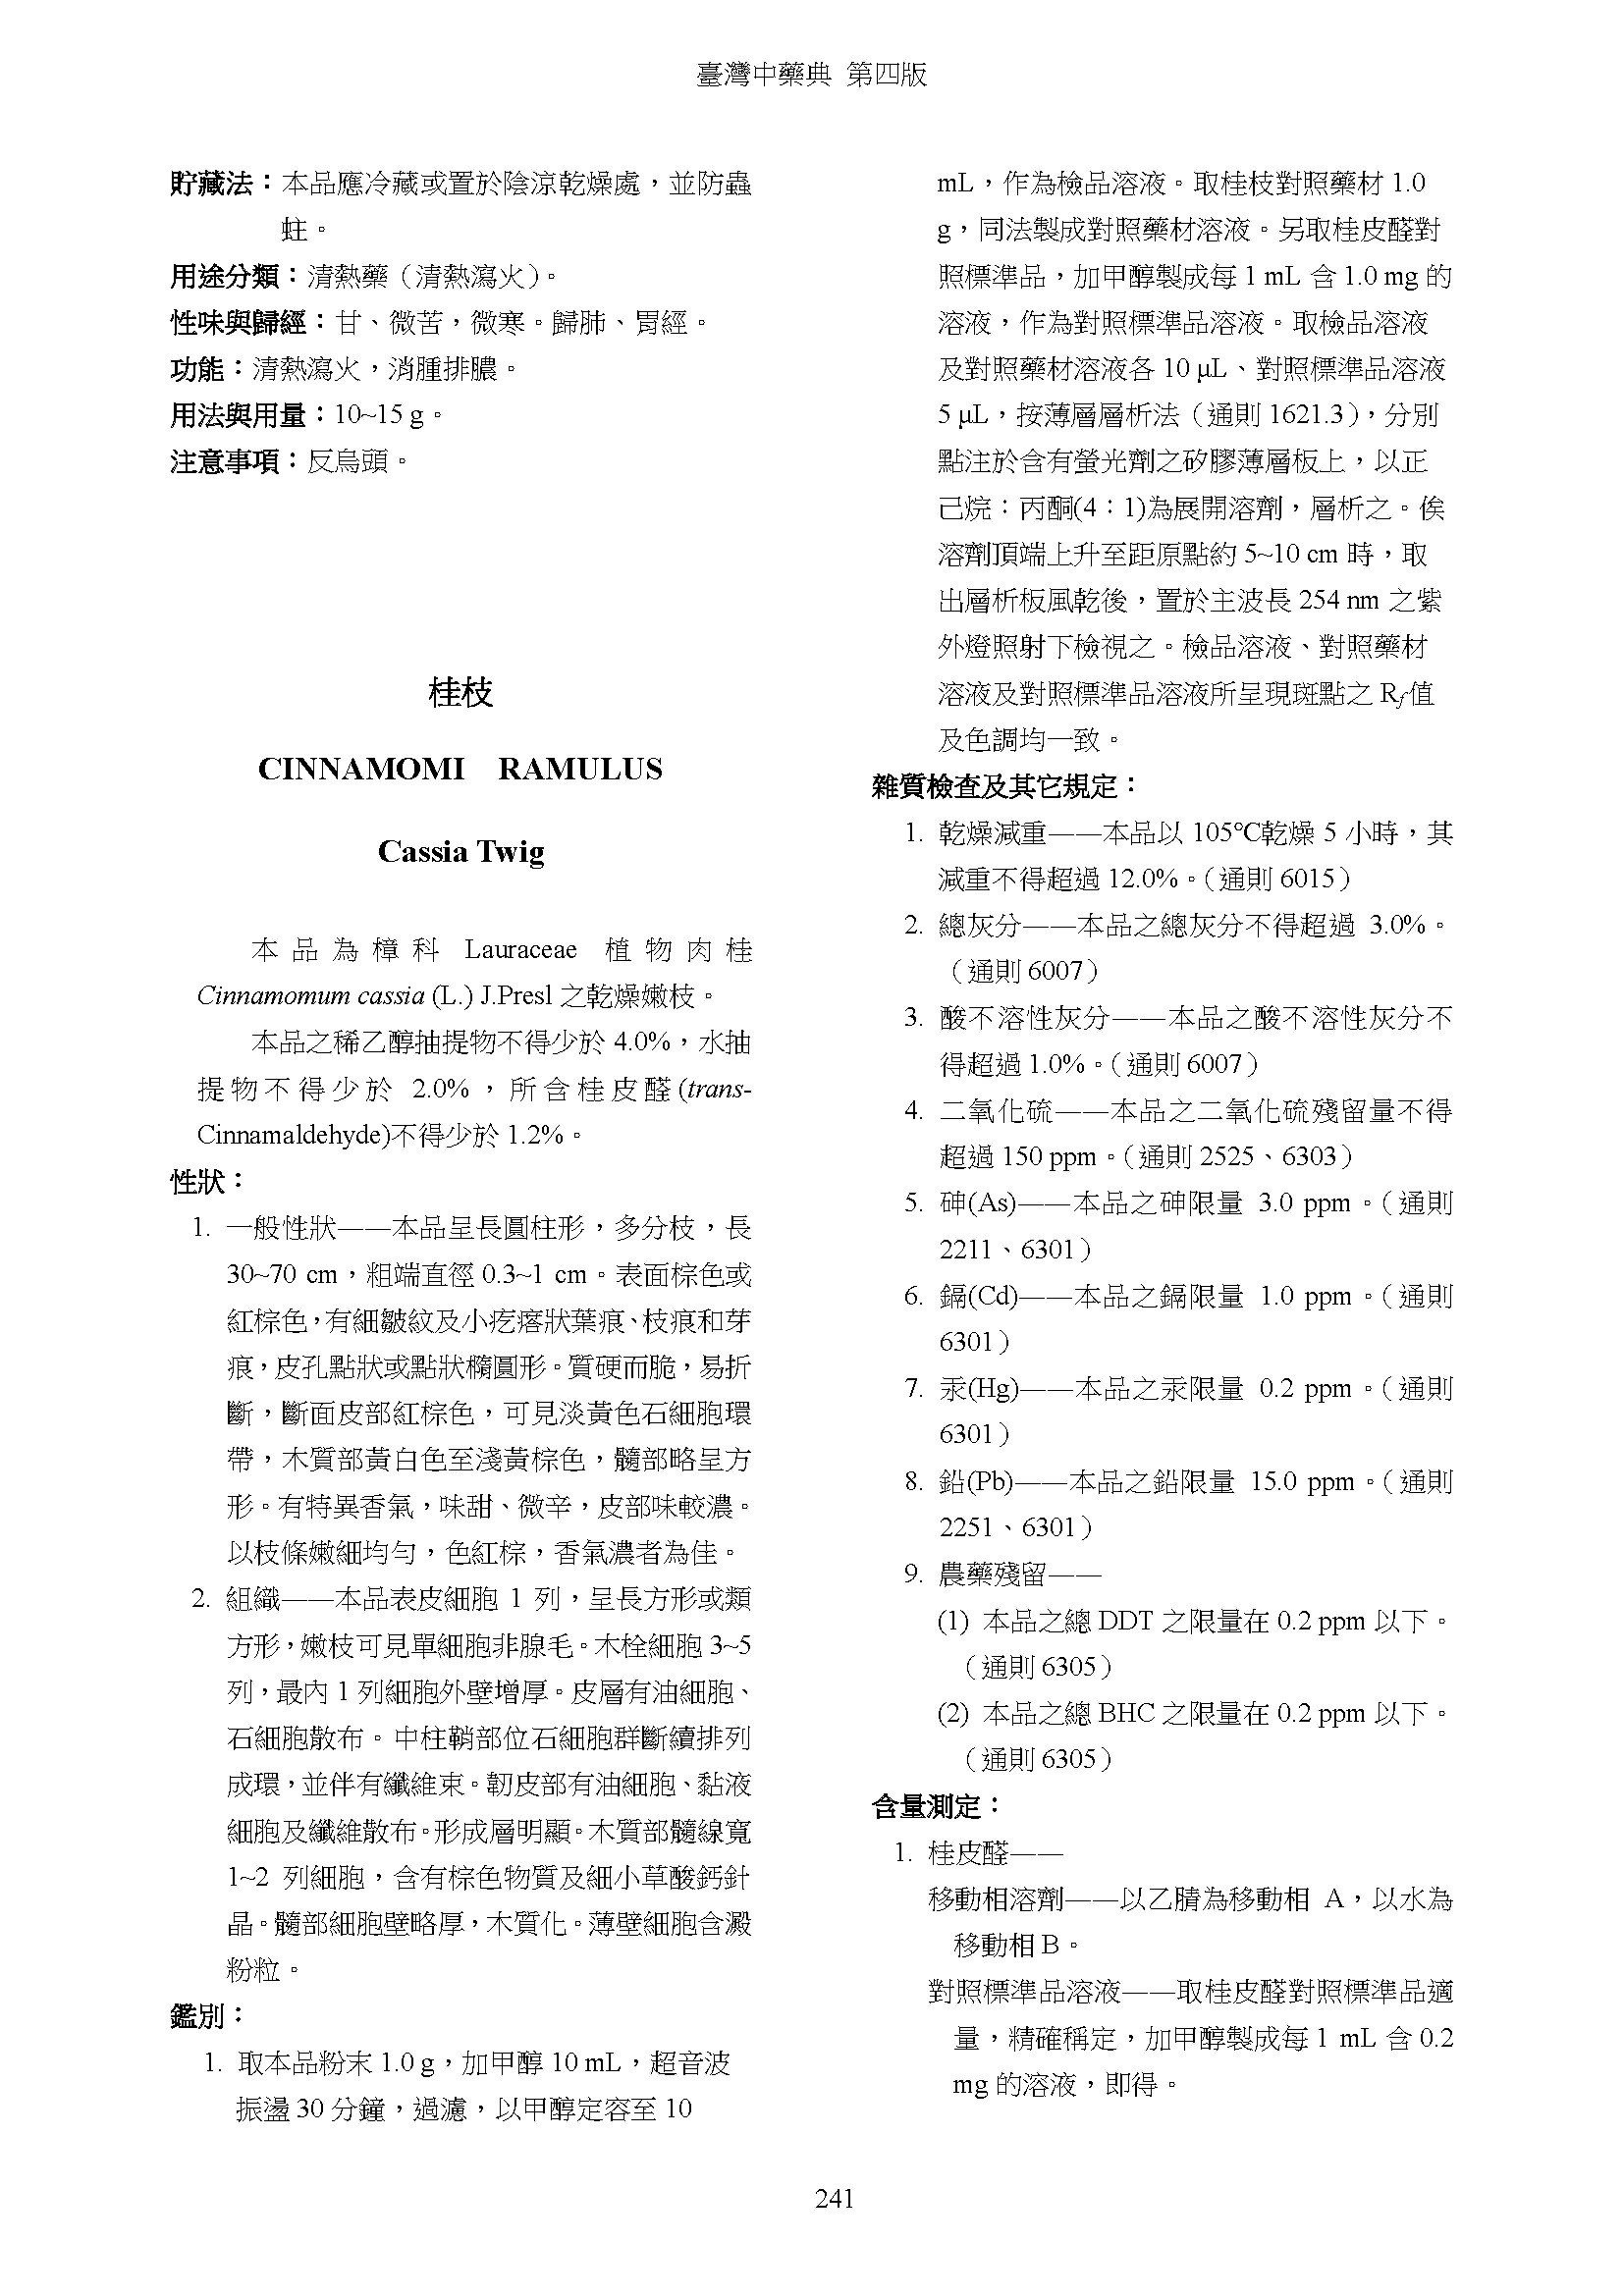 臺灣中藥典 第四版
貯藏法：本品應冷藏或置於陰涼乾燥處，並防蟲
蛀。
用途分類：清熱藥（清熱瀉火）。
性味與歸經：甘、微苦，微寒。歸肺、胃經。
功能：清熱瀉火，消腫排膿。
用法與用量：10~15 g。
注意事項：反烏頭。
桂枝
CINNAMOMI RAMULUS
Cassia Twig
本品為樟科 Lauraceae 植物肉桂
Cinnamomum cassia (L.) J.Presl 之乾燥嫩枝。
本品之稀乙醇抽提物不得少於 4.0%，水抽
提物不得少於 2.0%，所含桂皮醛(trans-
Cinnamaldehyde)不得少於 1.2%。
性狀：
1. 一般性狀——本品呈長圓柱形，多分枝，長
30~70 cm，粗端直徑 0.3~1 cm。表面棕色或
紅棕色，有細皺紋及小疙瘩狀葉痕、枝痕和芽
痕，皮孔點狀或點狀橢圓形。質硬而脆，易折
斷，斷面皮部紅棕色，可見淡黃色石細胞環
帶，木質部黃白色至淺黃棕色，髓部略呈方
形。有特異香氣，味甜、微辛，皮部味較濃。
以枝條嫩細均勻，色紅棕，香氣濃者為佳。
2. 組織——本品表皮細胞 1 列，呈長方形或類
方形，嫩枝可見單細胞非腺毛。木栓細胞 3~5
列，最內 1 列細胞外壁增厚。皮層有油細胞、
石細胞散布。中柱鞘部位石細胞群斷續排列
成環，並伴有纖維束。韌皮部有油細胞、黏液
細胞及纖維散布。形成層明顯。木質部髓線寬
1~2 列細胞，含有棕色物質及細小草酸鈣針
晶。髓部細胞壁略厚，木質化。薄壁細胞含澱
粉粒。
鑑別：
1. 取本品粉末 1.0 g，加甲醇 10 mL，超音波
振盪 30 分鐘，過濾，以甲醇定容至 10
mL，作為檢品溶液。取桂枝對照藥材 1.0
g，同法製成對照藥材溶液。另取桂皮醛對
照標準品，加甲醇製成每 1 mL 含 1.0 mg 的
溶液，作為對照標準品溶液。取檢品溶液
及對照藥材溶液各 10 μL、對照標準品溶液
5 μL，按薄層層析法（通則 1621.3），分別
點注於含有螢光劑之矽膠薄層板上，以正
己烷：丙酮(4：1)為展開溶劑，層析之。俟
溶劑頂端上升至距原點約 5~10 cm 時，取
出層析板風乾後，置於主波長 254 nm 之紫
外燈照射下檢視之。檢品溶液、對照藥材
溶液及對照標準品溶液所呈現斑點之 Rf值
及色調均一致。
雜質檢查及其它規定：
1. 乾燥減重——本品以 105℃乾燥 5 小時，其
減重不得超過 12.0%。（通則 6015）
2. 總灰分——本品之總灰分不得超過 3.0%。
（通則 6007）
3. 酸不溶性灰分——本品之酸不溶性灰分不
得超過 1.0%。（通則 6007）
4. 二氧化硫——本品之二氧化硫殘留量不得
超過 150 ppm。（通則 2525、6303）
5. 砷(As)——本品之砷限量 3.0 ppm。（通則
2211、6301）
6. 鎘(Cd)——本品之鎘限量 1.0 ppm。（通則
6301）
7. 汞(Hg)——本品之汞限量 0.2 ppm。（通則
6301）
8. 鉛(Pb)——本品之鉛限量 15.0 ppm。（通則
2251、6301）
9. 農藥殘留——
(1) 本品之總 DDT 之限量在 0.2 ppm 以下。
（通則 6305）
(2) 本品之總 BHC 之限量在 0.2 ppm 以下。
（通則 6305）
含量測定：
1. 桂皮醛——
移動相溶劑——以乙腈為移動相 A，以水為
移動相 B。
對照標準品溶液——取桂皮醛對照標準品適
量，精確稱定，加甲醇製成每 1 mL 含 0.2
mg 的溶液，即得。
241